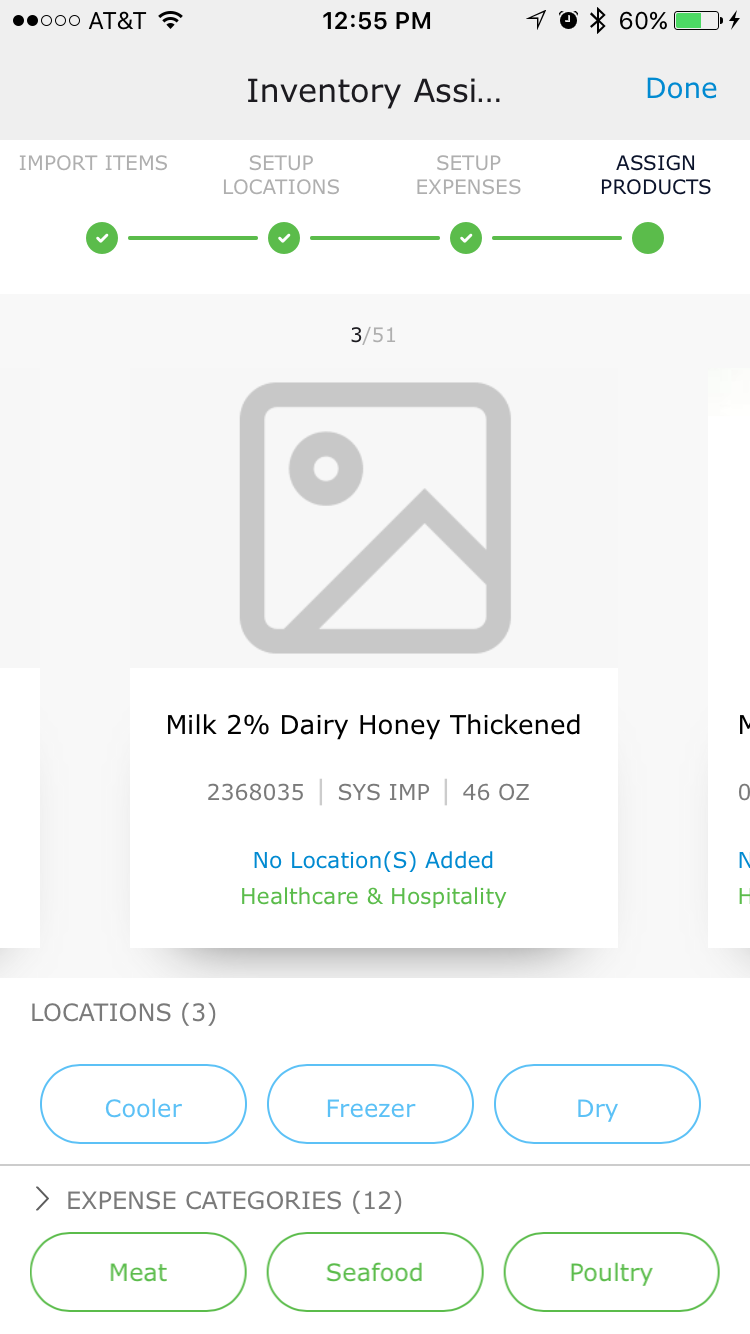 AT&T 12:55 PM 60%
Inventory Assi... Done
IMPORT ITEMS SETUP LOCATIONS SETUP EXPENSES ASSIGN PRODUCTS
3/51
Milk 2% Dairy Honey Thickened
2368035 | SYS IMP | 46 OZ
No Location(S) Added
Healthcare & Hospitality
LOCATIONS (3)
Cooler Freezer Dry
EXPENSE CATEGORIES (12)
Meat Seafood Poultry